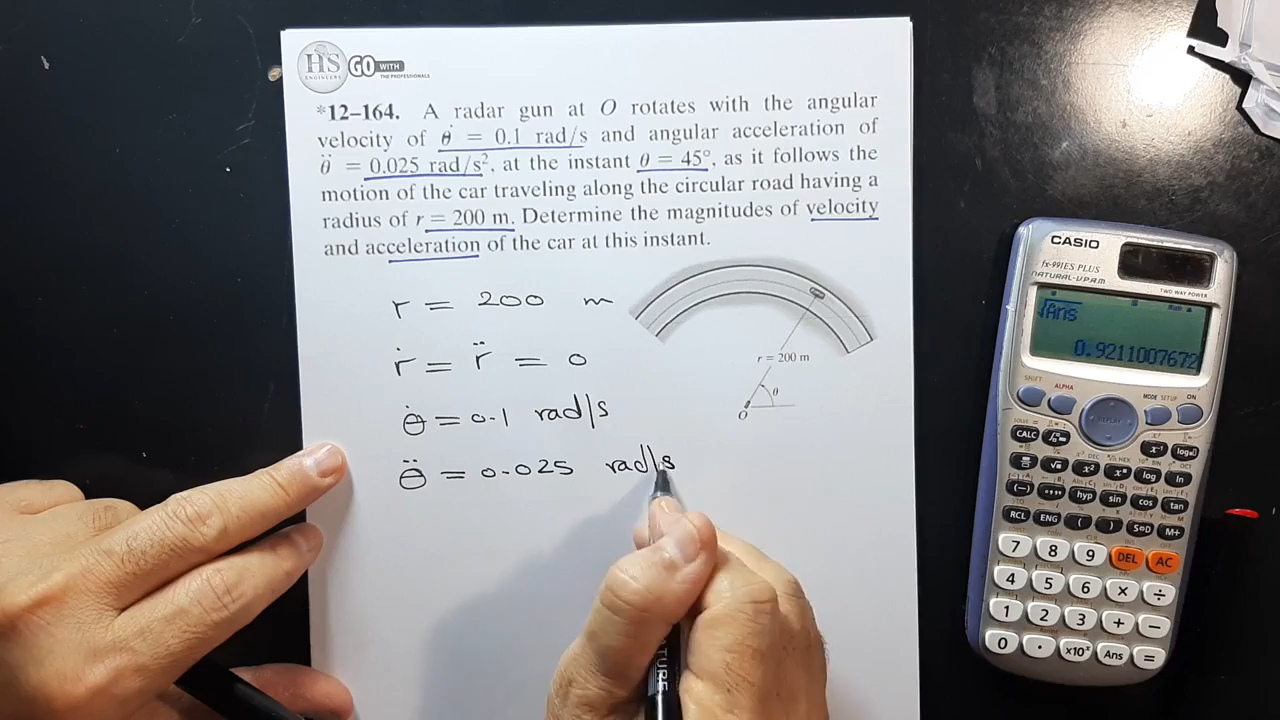 HS
ENGINEERS
GO WITH
THE PROFESSIONALS
*12–164. A radar gun at O rotates with the angular
velocity of θ̇ = 0.1 rad/s and angular acceleration of
θ̈ = 0.025 rad/s², at the instant θ = 45°, as it follows the
motion of the car traveling along the circular road having a
radius of r = 200 m. Determine the magnitudes of velocity
and acceleration of the car at this instant.
r = 200 m
ṙ = r̈ = 0
θ̇ = 0.1 rad/s
θ̈ = 0.025 rad/s
r = 200 m
θ
O
CASIO
fx-991ES PLUS
NATURAL-V.P.A.M.
TWO WAY POWER
√Ans
0.9211007672
SHIFT ALPHA MODE SETUP ON
REPLAY
CALC x⁻¹ log
x² log ln
(–) hyp sin cos tan
RCL ENG ( ) S⇔D M+
7 8 9 DEL AC
4 5 6 × ÷
1 2 3 + −
0 . ×10ˣ Ans =